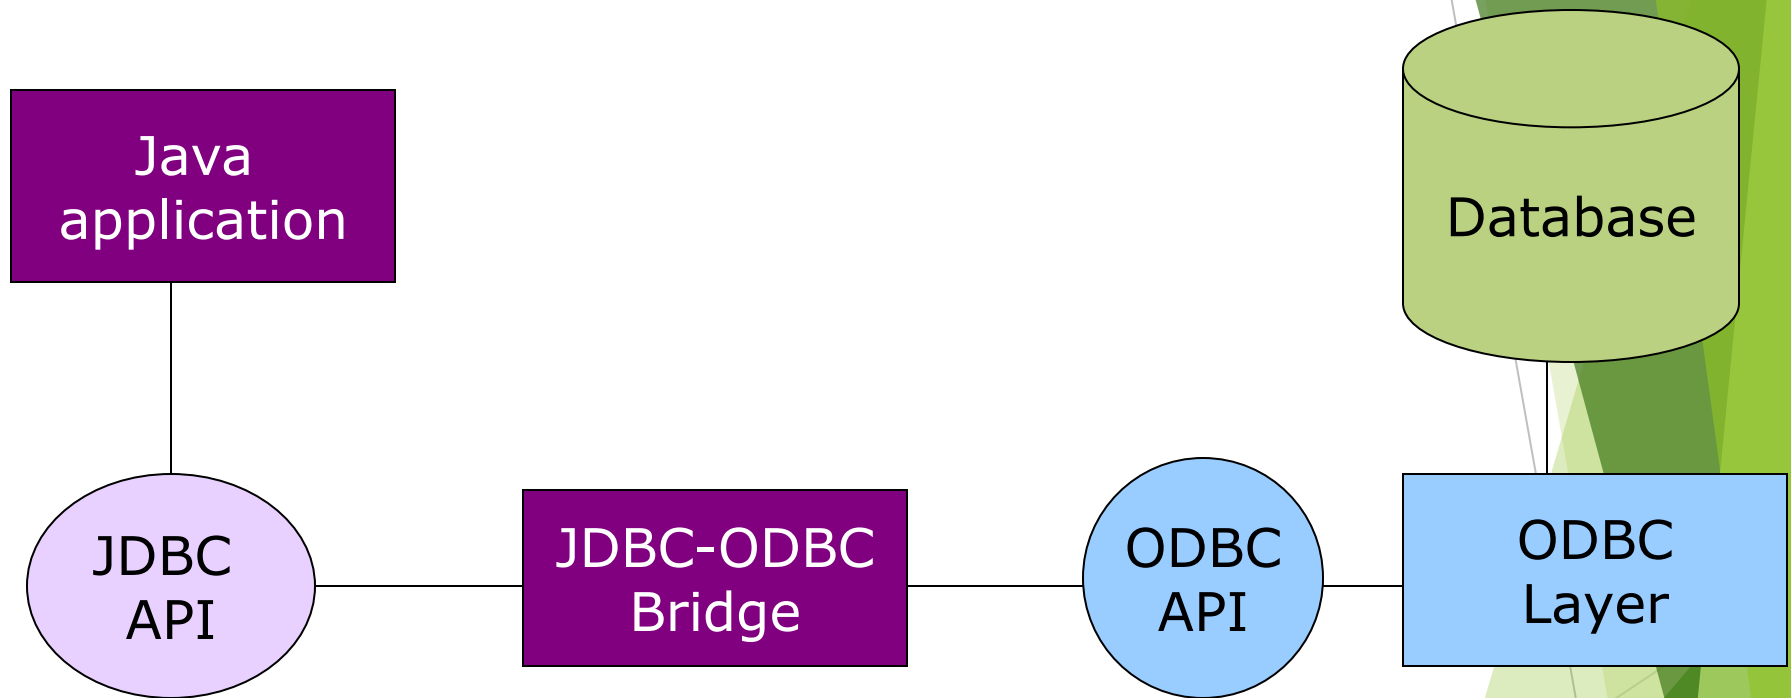 Java
application
Database
JDBC
API
JDBC-ODBC
Bridge
ODBC
API
ODBC
Layer